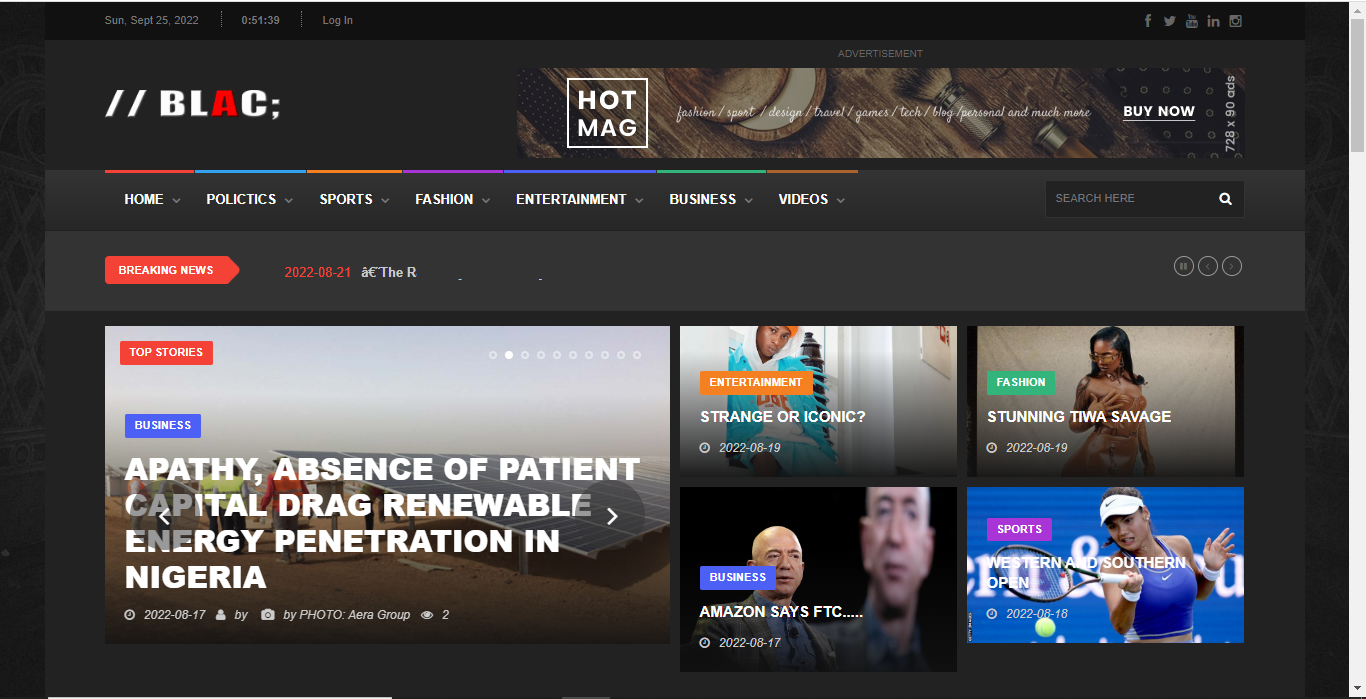 Sun, Sept 25, 2022 0:51:39 Log In
ADVERTISEMENT
// BLAC;
HOT
MAG
fashion / sport / design / travel / games / tech / blog /personal and much more
BUY NOW
728 x 90 ads
HOME POLICTICS SPORTS FASHION ENTERTAINMENT BUSINESS VIDEOS
SEARCH HERE
BREAKING NEWS
2022-08-21 â€˜The R
TOP STORIES
BUSINESS
APATHY, ABSENCE OF PATIENT
CAPITAL DRAG RENEWABLE
ENERGY PENETRATION IN
NIGERIA
2022-08-17 by by PHOTO: Aera Group 2
ENTERTAINMENT
STRANGE OR ICONIC?
2022-08-19
FASHION
STUNNING TIWA SAVAGE
2022-08-19
BUSINESS
AMAZON SAYS FTC.....
2022-08-17
SPORTS
WESTERN AND SOUTHERN
OPEN
2022-08-18